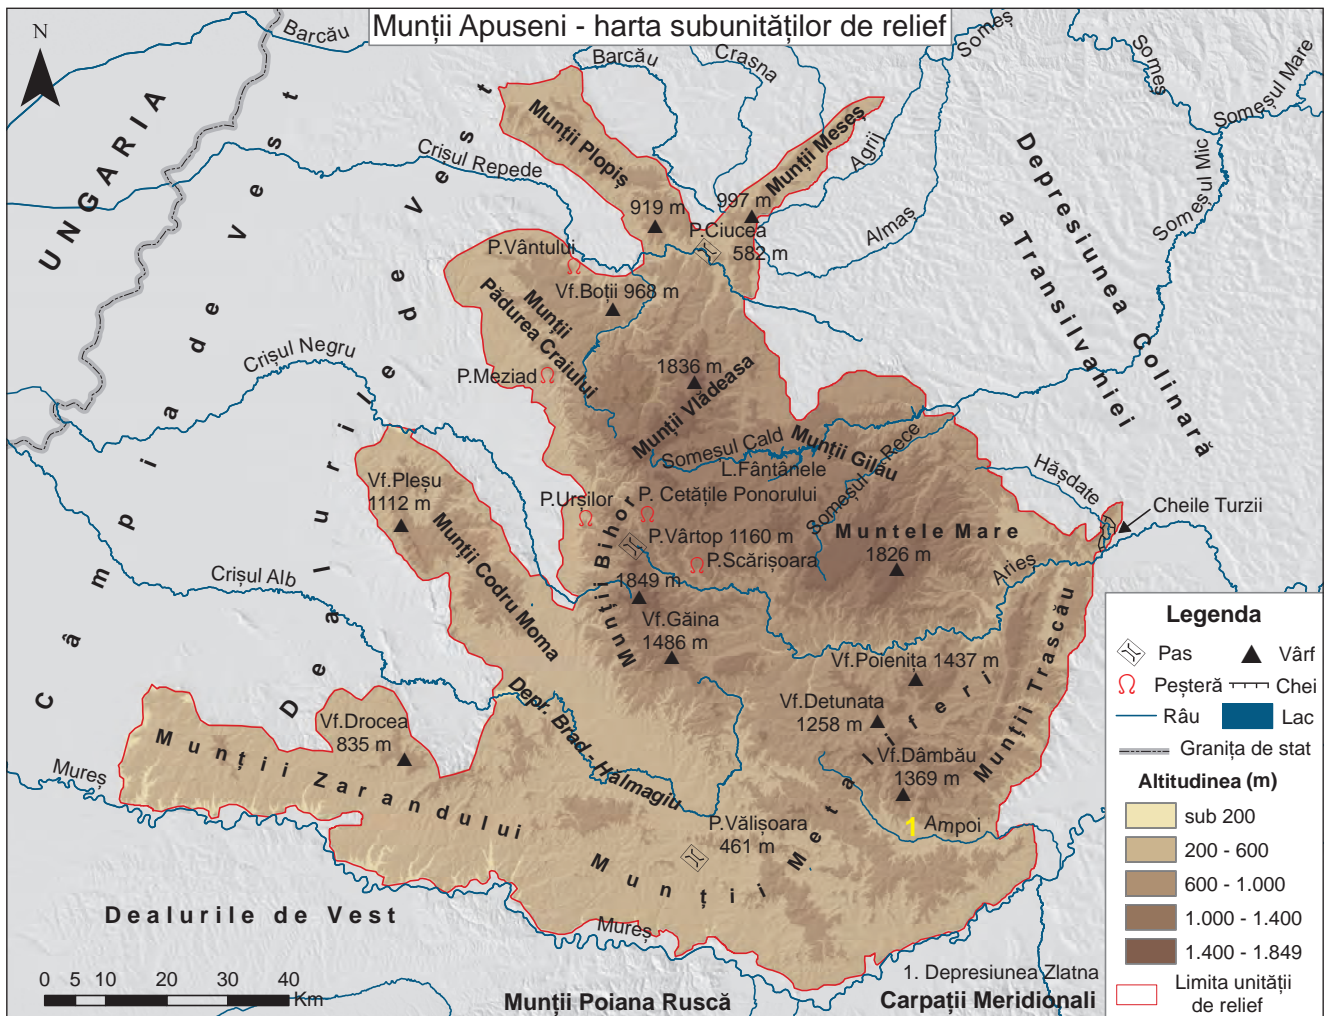 Munții Apuseni - harta subunităților de relief
N
Barcău
UNGARIA
Câmpia de Vest
Dealurile de Vest
Barcău
Crasna
Someș
Someș
Someșul Mare
Someșul Mic
Munții Plopiș
Munții Meseș
Agrij
Almaș
Crișul Repede
919 m
997 m
P.Ciucea
582 m
Depresiunea Colinară
a Transilvaniei
P.Vântului
Vf.Boții 968 m
Munții
Pădurea Craiului
Crișul Negru
P.Meziad
1836 m
Munții Vlădeasa
Someșul Cald
Munții Gilău
L.Fântânele
Someșul Rece
Hășdate
Cheile Turzii
Vf.Pleșu
1112 m
P.Urșilor
P. Cetățile Ponorului
P.Vârtop 1160 m
P.Scărișoara
Muntele Mare
1826 m
Arieș
Crișul Alb
Munții Codru Moma
Munții Bihor
1849 m
Vf.Găina
1486 m
Munții Trascău
Vf.Poienița 1437 m
Vf.Detunata
1258 m
Vf.Dâmbău
1369 m
Depr. Brad - Hălmagiu
Vf.Drocea
835 m
Munții Zarandului
Mureș
1
Ampoi
P.Vălișoara
461 m
Munții Metaliferi
Mureș
Dealurile de Vest
0 5 10 20 30 40
Km
Munții Poiana Ruscă
1. Depresiunea Zlatna
Carpații Meridionali
Legenda
Pas
Vârf
Peșteră
Chei
Râu
Lac
Granița de stat
Altitudinea (m)
sub 200
200 - 600
600 - 1.000
1.000 - 1.400
1.400 - 1.849
Limita unității
de relief